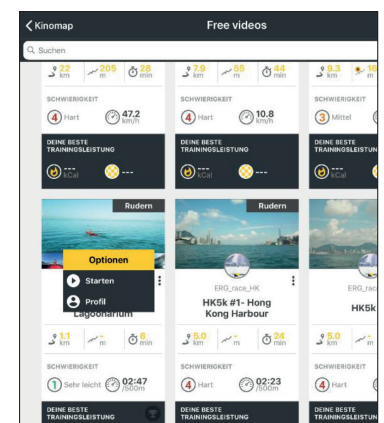 Kinomap
Free videos
Suchen
22 km 205 m 28 min
SCHWIERIGKEIT
4 Hart 47.2 km/h
DEINE BESTE
TRAININGSLEISTUNG
--- kCal ---
7.9 km 55 m 44 min
SCHWIERIGKEIT
4 Hart 10.8 km/h
DEINE BESTE
TRAININGSLEISTUNG
--- kCal ---
9.3 km
SCHWIERIGKEIT
3 Mittel
DEINE BESTE
TRAININGSLEISTUNG
--- kCal
Rudern
Optionen
Starten
Profil
Lagoonarium
1.1 km - m 6 min
SCHWIERIGKEIT
1 Sehr leicht 02:47 /500m
DEINE BESTE
TRAININGSLEISTUNG
Rudern
ERG_race_HK
HK5k #1- Hong
Kong Harbour
5.0 km - m 24 min
SCHWIERIGKEIT
4 Hart 02:23 /500m
DEINE BESTE
TRAININGSLEISTUNG
ERG_rac
HK5k
5.0 km - m
SCHWIERIGKEIT
4 Hart
DEINE BESTE
TRAININGSLEISTUNG